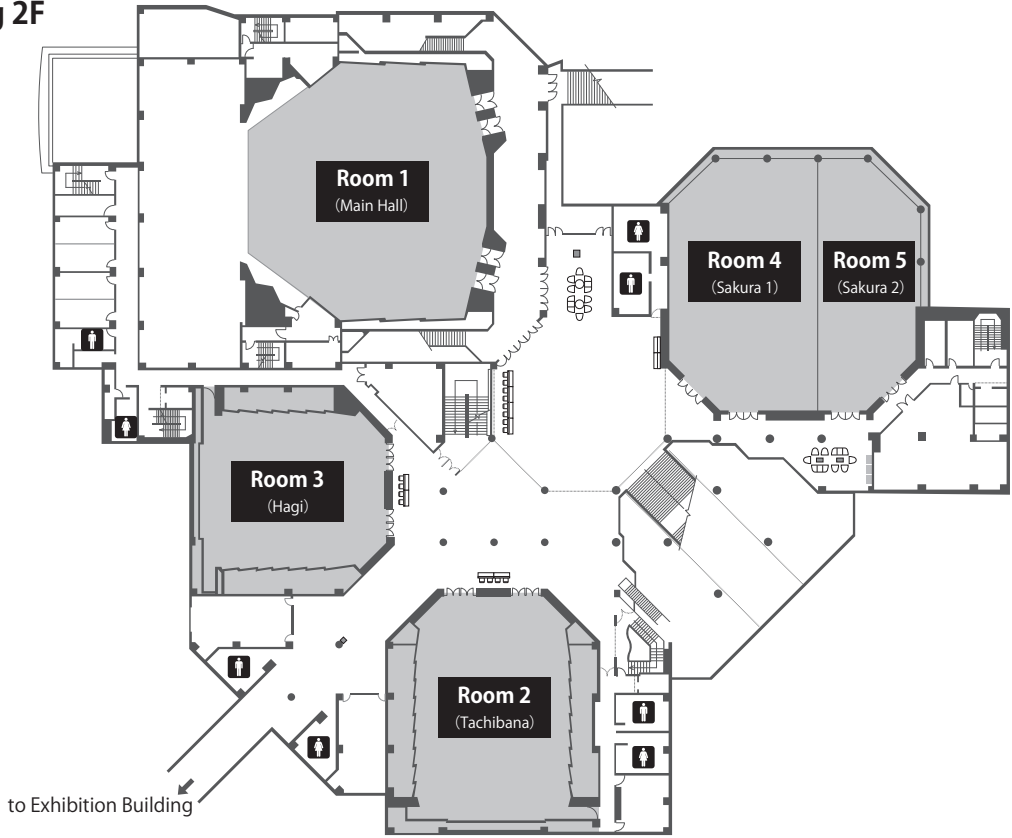 2F
Room 1
(Main Hall)
Room 4
(Sakura 1)
Room 5
(Sakura 2)
Room 3
(Hagi)
Room 2
(Tachibana)
to Exhibition Building